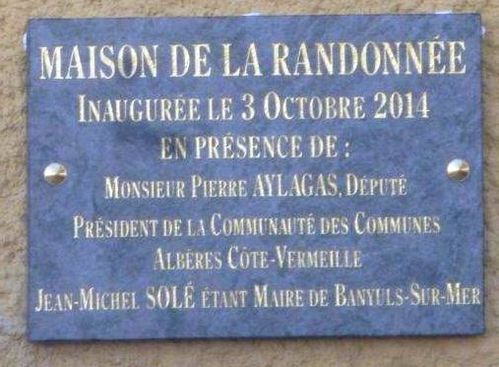 MAISON DE LA RANDONNÉE
INAUGURÉE LE 3 OCTOBRE 2014
EN PRÉSENCE DE :
MONSIEUR PIERRE AYLAGAS, DÉPUTÉ
PRÉSIDENT DE LA COMMUNAUTÉ DES COMMUNES
ALBÈRES CÔTE-VERMEILLE
JEAN-MICHEL SOLÉ ÉTANT MAIRE DE BANYULS-SUR-MER